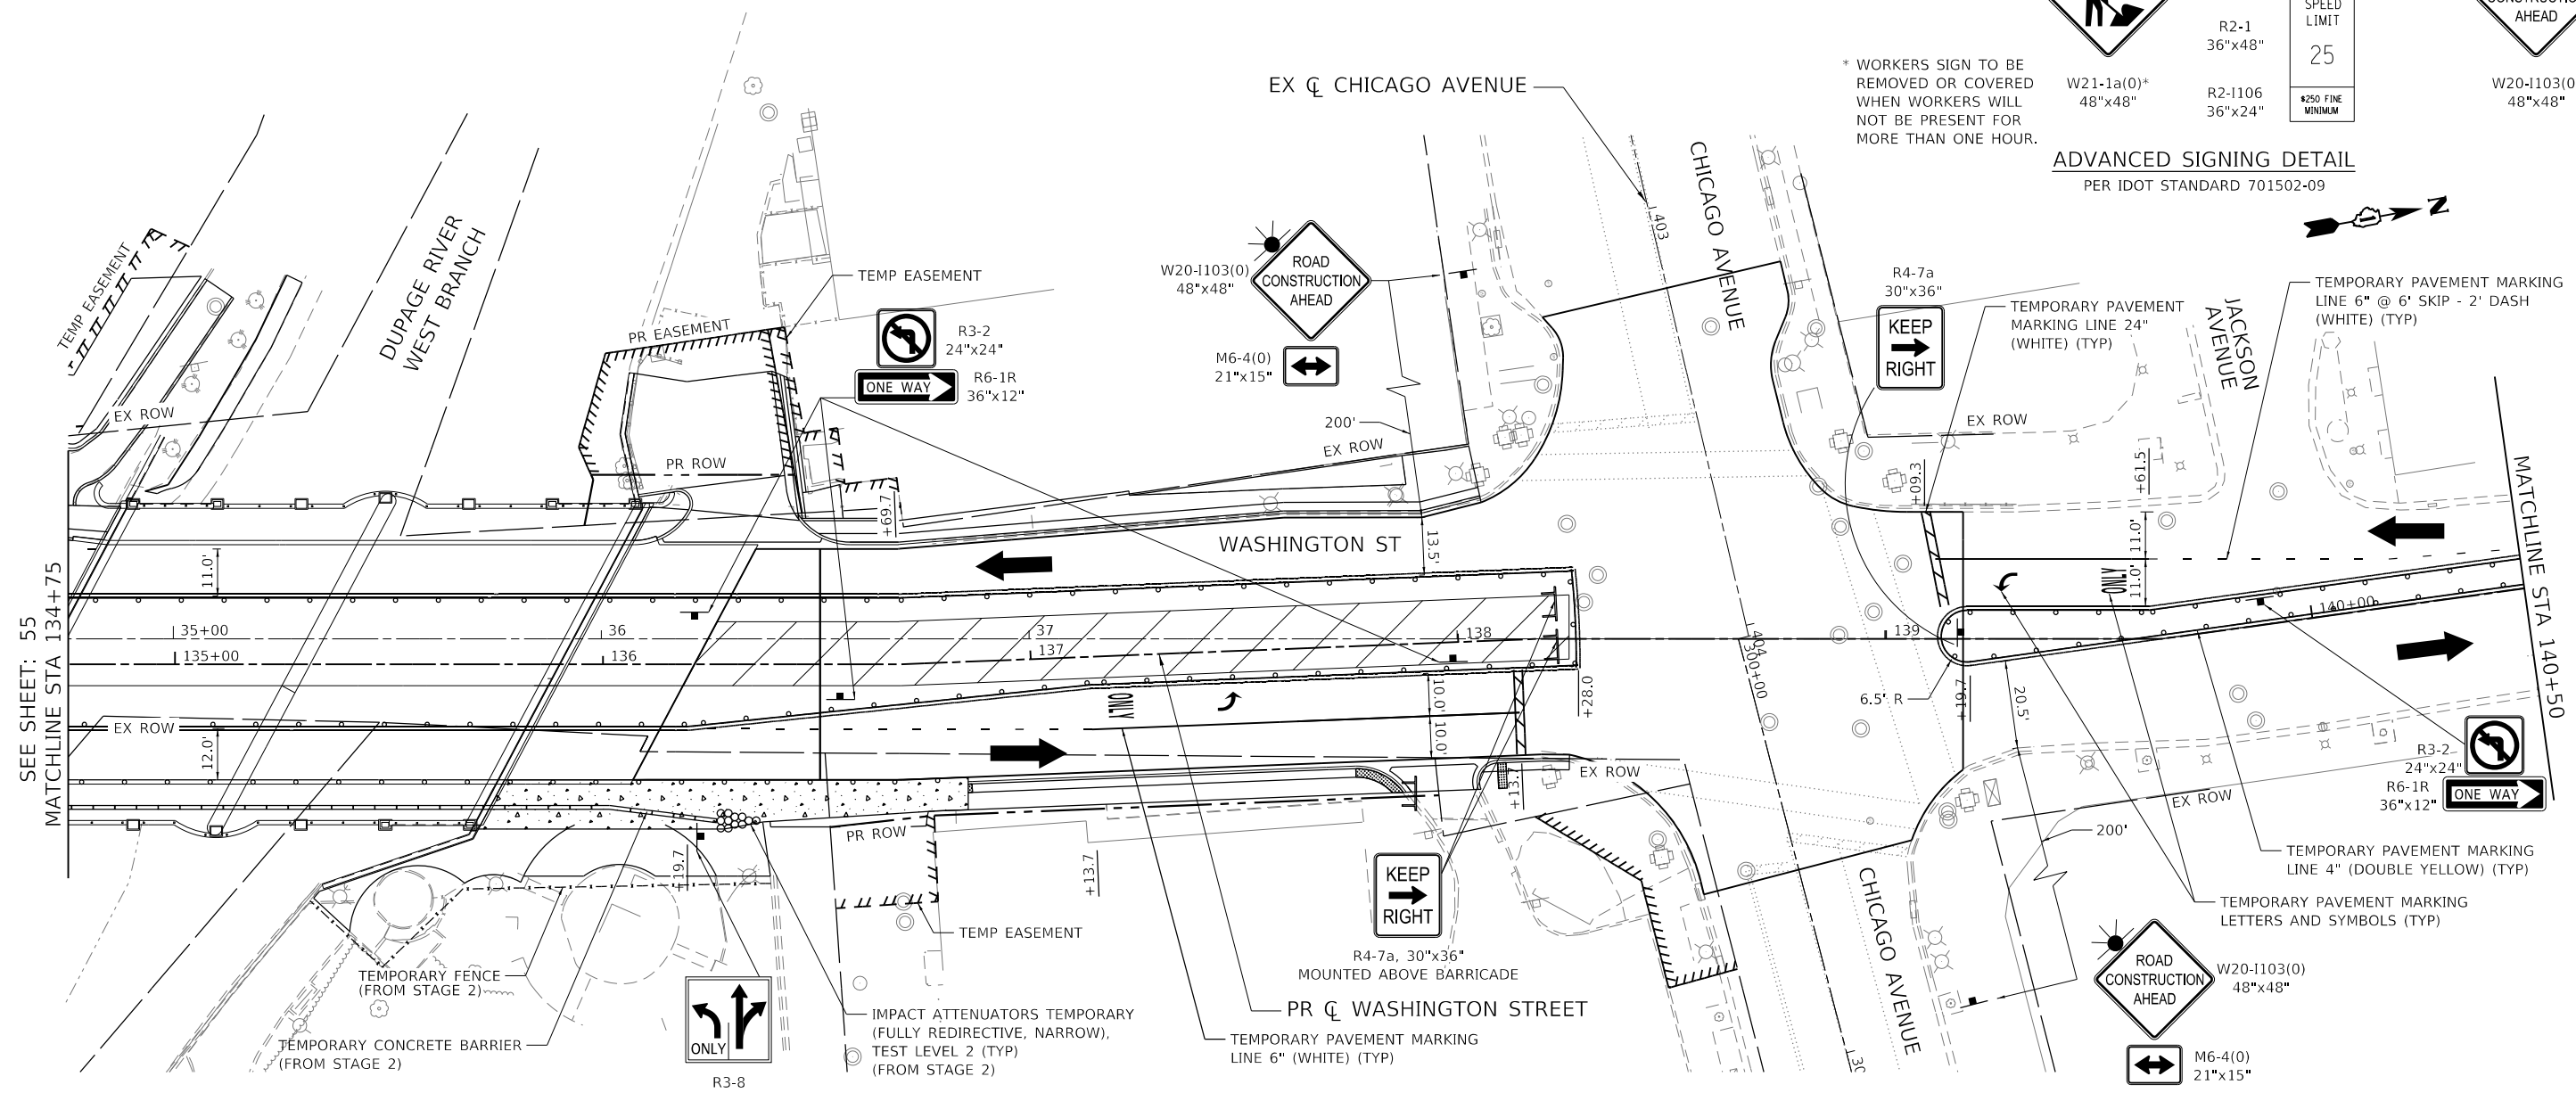 SPEED
LIMIT
25
$250 FINE
MINIMUM
R2-1
36"x48"
R2-I106
36"x24"
W21-1a(0)*
48"x48"
AHEAD
W20-I103(0
48"x48"
* WORKERS SIGN TO BE
REMOVED OR COVERED
WHEN WORKERS WILL
NOT BE PRESENT FOR
MORE THAN ONE HOUR.
ADVANCED SIGNING DETAIL
PER IDOT STANDARD 701502-09
N
EX ℄ CHICAGO AVENUE
CHICAGO AVENUE
403
TEMP EASEMENT
DUPAGE RIVER
WEST BRANCH
TEMP EASEMENT
PR EASEMENT
R3-2
24"x24"
ONE WAY
R6-1R
36"x12"
W20-I103(0)
48"x48"
ROAD
CONSTRUCTION
AHEAD
M6-4(0)
21"x15"
200'
EX ROW
R4-7a
30"x36"
KEEP
RIGHT
TEMPORARY PAVEMENT
MARKING LINE 24"
(WHITE) (TYP)
JACKSON
AVENUE
TEMPORARY PAVEMENT MARKING
LINE 6" @ 6' SKIP - 2' DASH
(WHITE) (TYP)
EX ROW
EX ROW
PR ROW
+69.7
+09.3
+61.5
WASHINGTON ST
13.5'
11.0'
11.0'
11.0'
ONLY
MATCHLINE STA 140+50
SEE SHEET: 55
MATCHLINE STA 134+75
35+00
36
37
138
139
140+00
135+00
136
137
404
300+00
EX ROW
12.0'
ONLY
10.0'
10.0'
+28.0
+13.7
6.5' R
+19.7
20.5'
EX ROW
EX ROW
R3-2
24"x24"
R6-1R
36"x12"
ONE WAY
200'
PR ROW
+19.7
+13.7
KEEP
RIGHT
R4-7a, 30"x36"
MOUNTED ABOVE BARRICADE
CHICAGO AVENUE
TEMPORARY PAVEMENT MARKING
LINE 4" (DOUBLE YELLOW) (TYP)
TEMPORARY PAVEMENT MARKING
LETTERS AND SYMBOLS (TYP)
TEMP EASEMENT
TEMPORARY FENCE
(FROM STAGE 2)
TEMPORARY CONCRETE BARRIER
(FROM STAGE 2)
ONLY
R3-8
IMPACT ATTENUATORS TEMPORARY
(FULLY REDIRECTIVE, NARROW),
TEST LEVEL 2 (TYP)
(FROM STAGE 2)
PR ℄ WASHINGTON STREET
TEMPORARY PAVEMENT MARKING
LINE 6" (WHITE) (TYP)
ROAD
CONSTRUCTION
AHEAD
W20-I103(0)
48"x48"
M6-4(0)
21"x15"